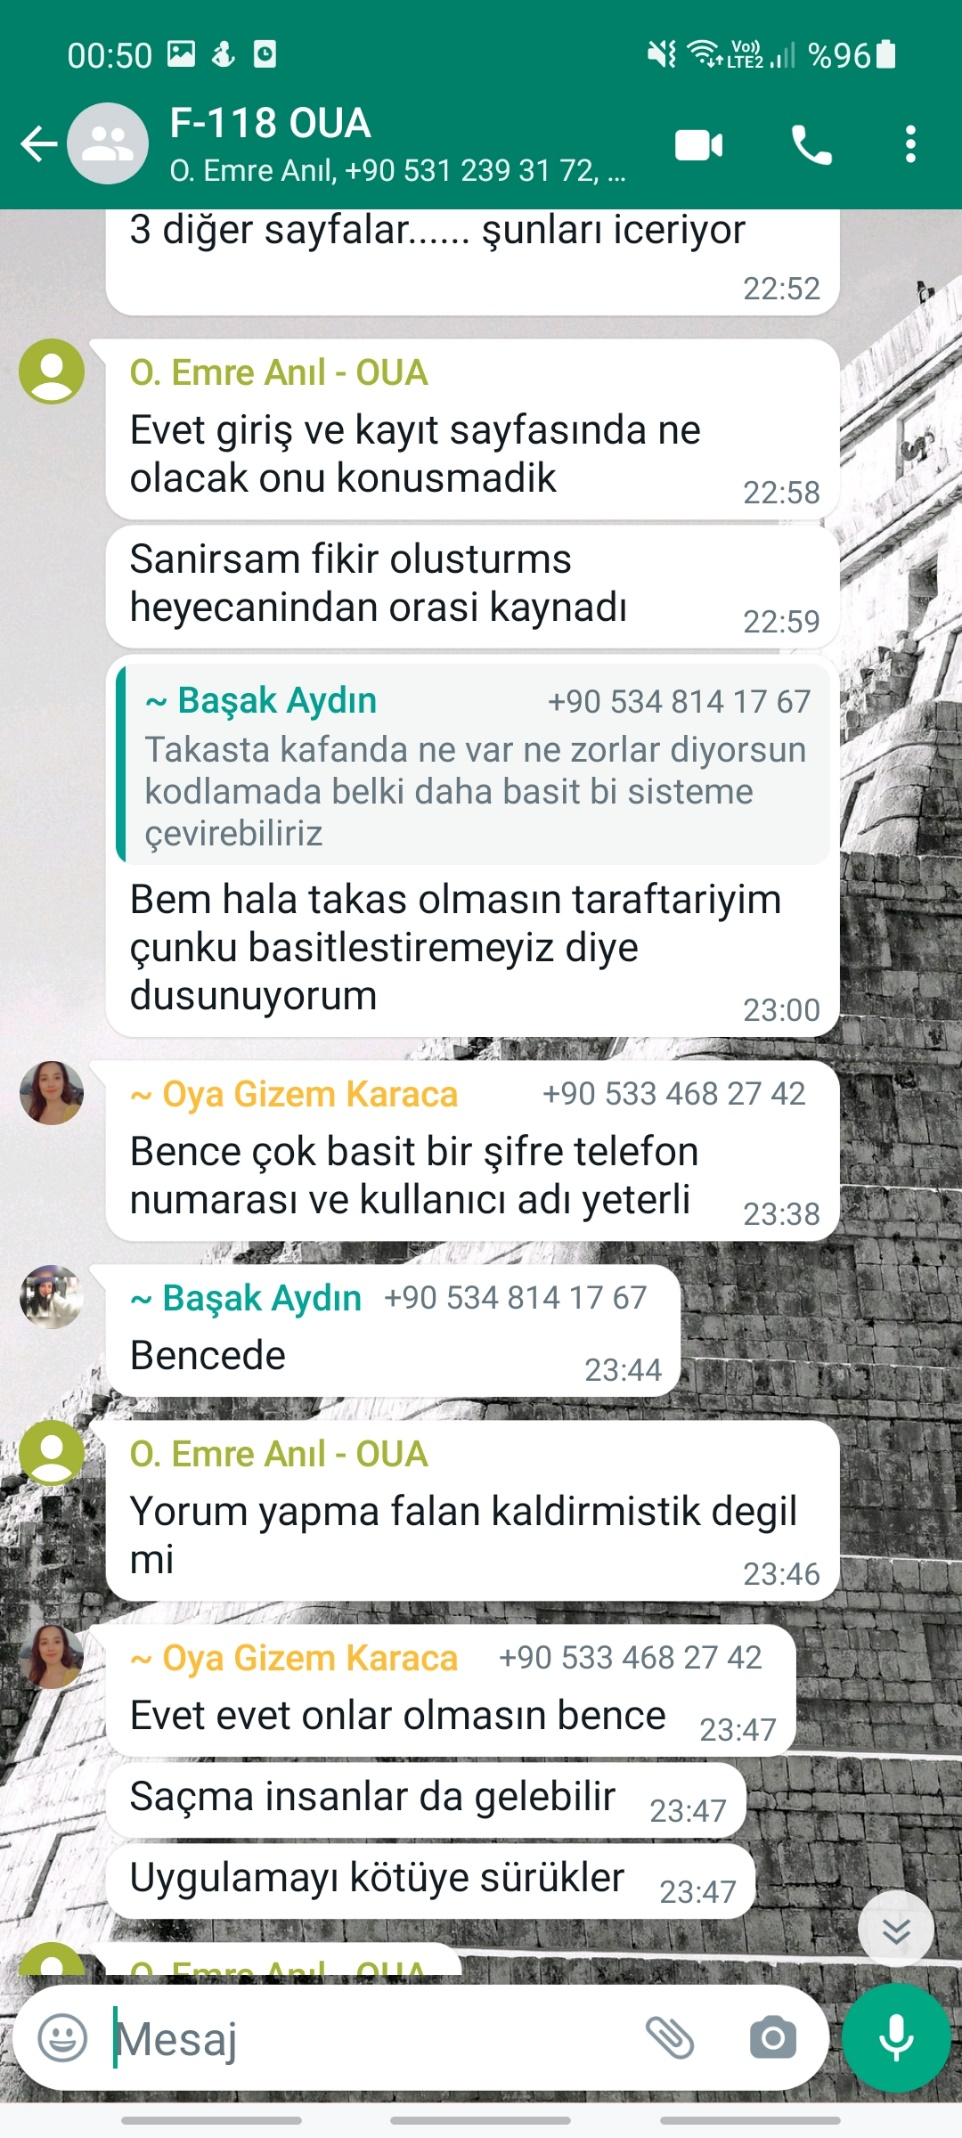 00:50
Vo)) LTE2 %96
F-118 OUA
O. Emre Anıl, +90 531 239 31 72, ...
3 diğer sayfalar...... şunları iceriyor
22:52
O. Emre Anıl - OUA
Evet giriş ve kayıt sayfasında ne
olacak onu konusmadik
22:58
Sanirsam fikir olusturms
heyecanindan orasi kaynadı
22:59
~ Başak Aydın +90 534 814 17 67
Takasta kafanda ne var ne zorlar diyorsun
kodlamada belki daha basit bi sisteme
çevirebiliriz
Bem hala takas olmasın taraftariyim
çunku basitlestiremeyiz diye
dusunuyorum
23:00
~ Oya Gizem Karaca +90 533 468 27 42
Bence çok basit bir şifre telefon
numarası ve kullanıcı adı yeterli
23:38
~ Başak Aydın +90 534 814 17 67
Bencede
23:44
O. Emre Anıl - OUA
Yorum yapma falan kaldirmistik degil
mi
23:46
~ Oya Gizem Karaca +90 533 468 27 42
Evet evet onlar olmasın bence
23:47
Saçma insanlar da gelebilir
23:47
Uygulamayı kötüye sürükler
23:47
O. Emre Anıl - OUA
Mesaj